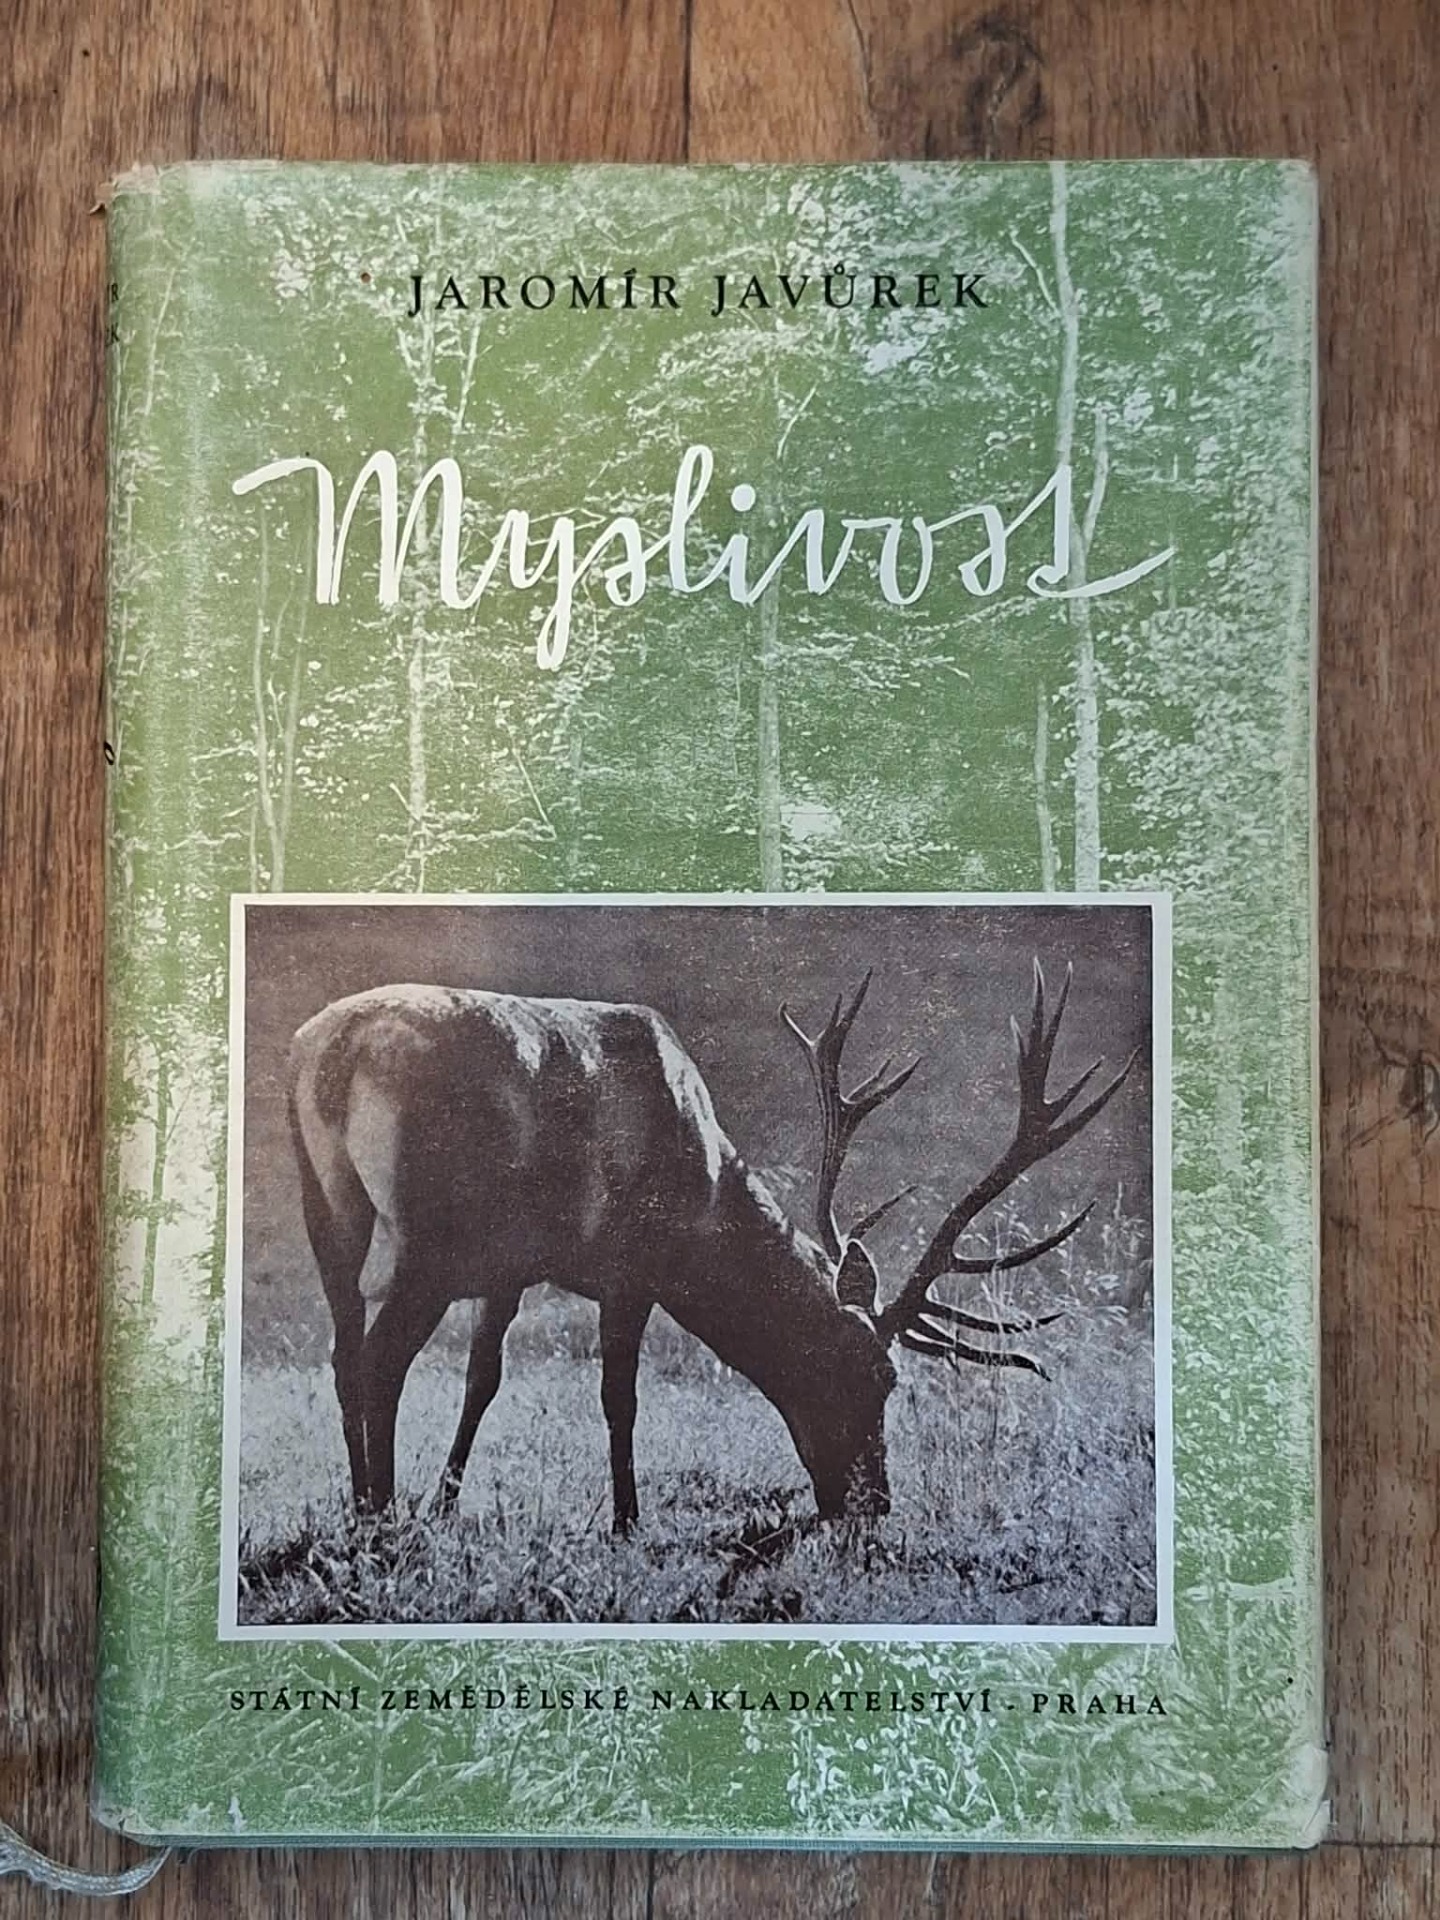 JAROMÍR JAVŮREK
Myslivost
STÁTNÍ ZEMĚDĚLSKÉ NAKLADATELSTVÍ - PRAHA